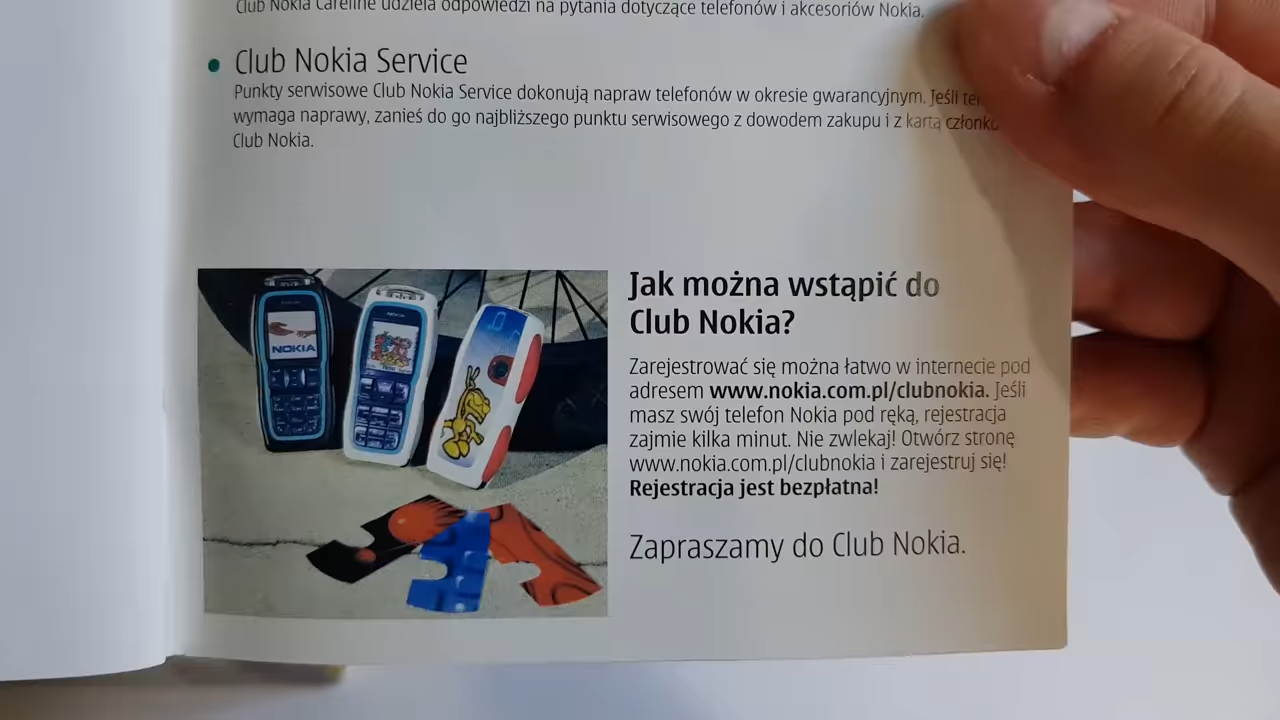 Club Nokia Careline udziela odpowiedzi na pytania dotyczące telefonów i akcesoriów Nokia.
Club Nokia Service
Punkty serwisowe Club Nokia Service dokonują napraw telefonów w okresie gwarancyjnym. Jeśli
wymaga naprawy, zanieś do go najbliższego punktu serwisowego z dowodem zakupu i z kartą
Club Nokia.
NOKIA
Jak można wstąpić do
Club Nokia?
Zarejestrować się można łatwo w internecie pod
adresem www.nokia.com.pl/clubnokia. Jeśli
masz swój telefon Nokia pod ręką, rejestracja
zajmie kilka minut. Nie zwlekaj! Otwórz stronę
www.nokia.com.pl/clubnokia i zarejestruj się!
Rejestracja jest bezpłatna!
Zapraszamy do Club Nokia.